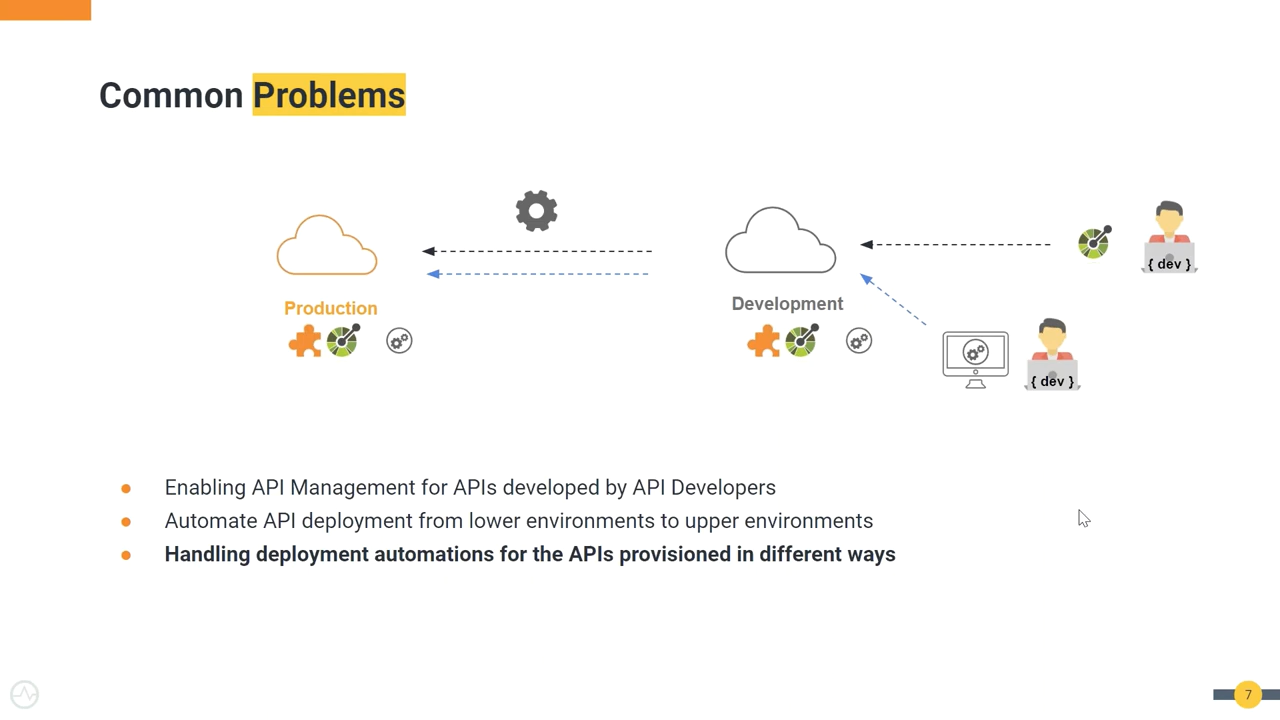 Common Problems
{ dev }
Production
Development
{ dev }
Enabling API Management for APIs developed by API Developers
Automate API deployment from lower environments to upper environments
Handling deployment automations for the APIs provisioned in different ways
7